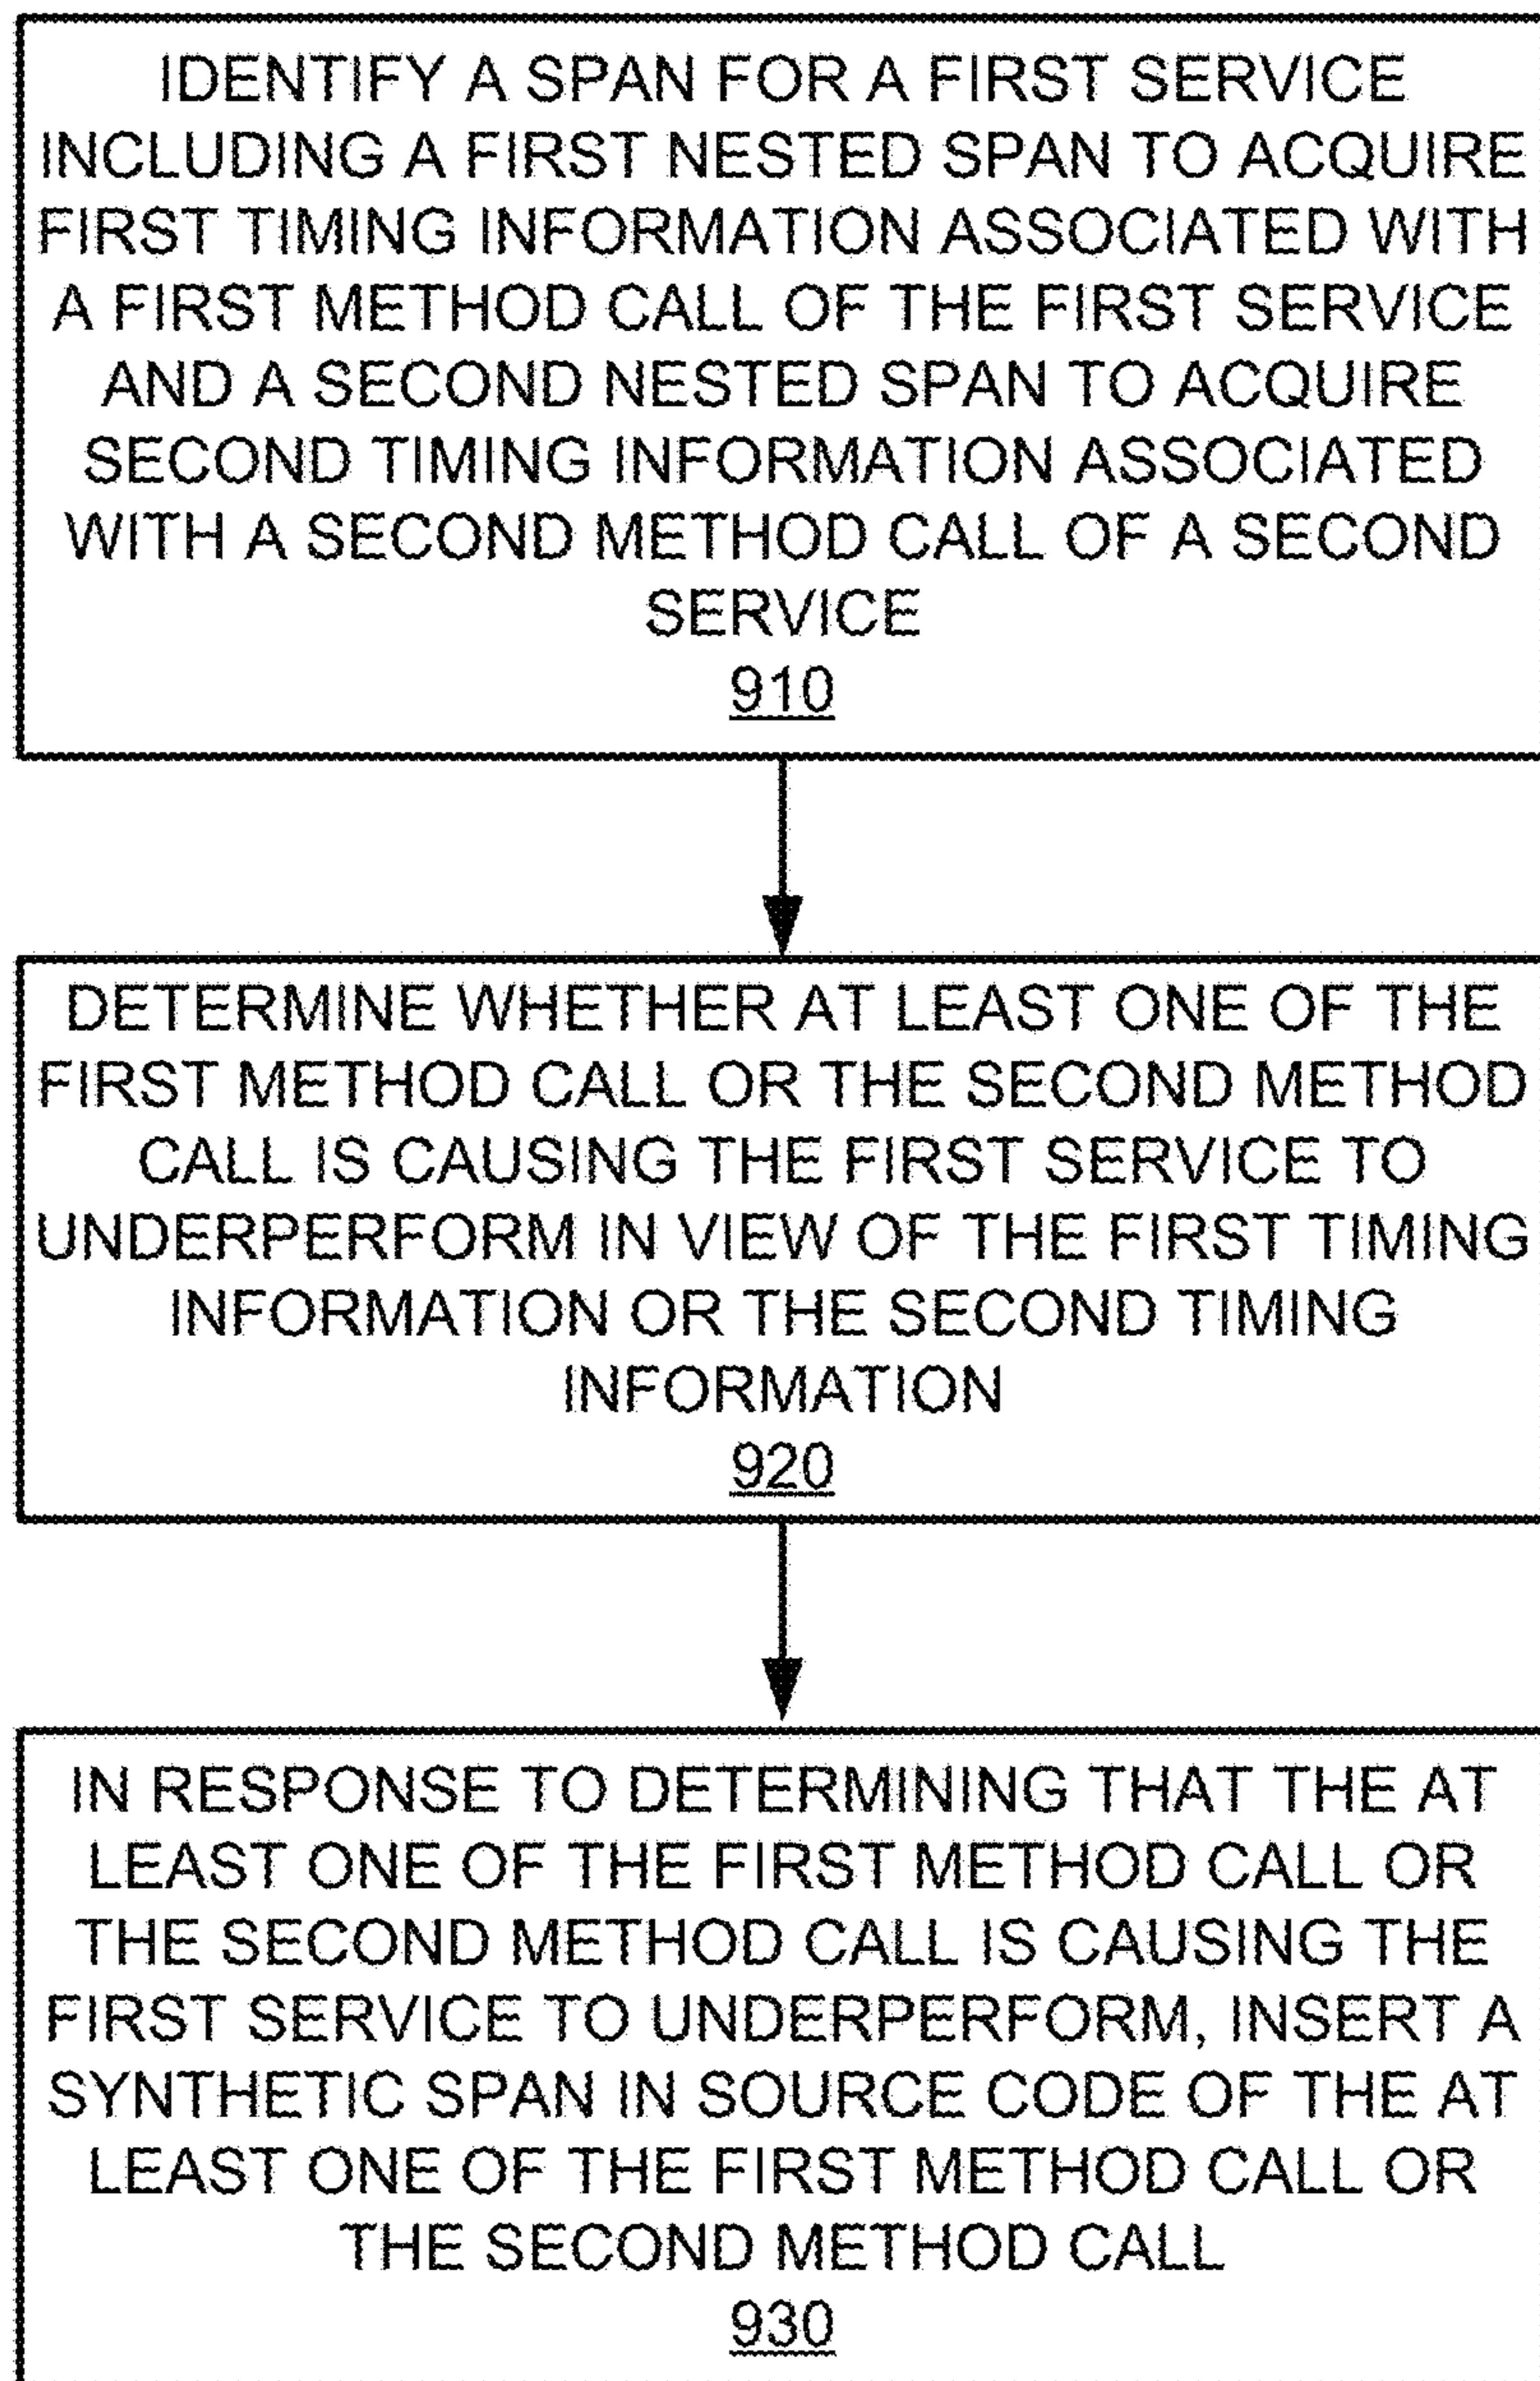 IDENTIFY A SPAN FOR A FIRST SERVICE
INCLUDING A FIRST NESTED SPAN TO ACQUIRE
FIRST TIMING INFORMATION ASSOCIATED WITH
A FIRST METHOD CALL OF THE FIRST SERVICE
AND A SECOND NESTED SPAN TO ACQUIRE
SECOND TIMING INFORMATION ASSOCIATED
WITH A SECOND METHOD CALL OF A SECOND
SERVICE
910
DETERMINE WHETHER AT LEAST ONE OF THE
FIRST METHOD CALL OR THE SECOND METHOD
CALL IS CAUSING THE FIRST SERVICE TO
UNDERPERFORM IN VIEW OF THE FIRST TIMING
INFORMATION OR THE SECOND TIMING
INFORMATION
920
IN RESPONSE TO DETERMINING THAT THE AT
LEAST ONE OF THE FIRST METHOD CALL OR
THE SECOND METHOD CALL IS CAUSING THE
FIRST SERVICE TO UNDERPERFORM, INSERT A
SYNTHETIC SPAN IN SOURCE CODE OF THE AT
LEAST ONE OF THE FIRST METHOD CALL OR
THE SECOND METHOD CALL
930